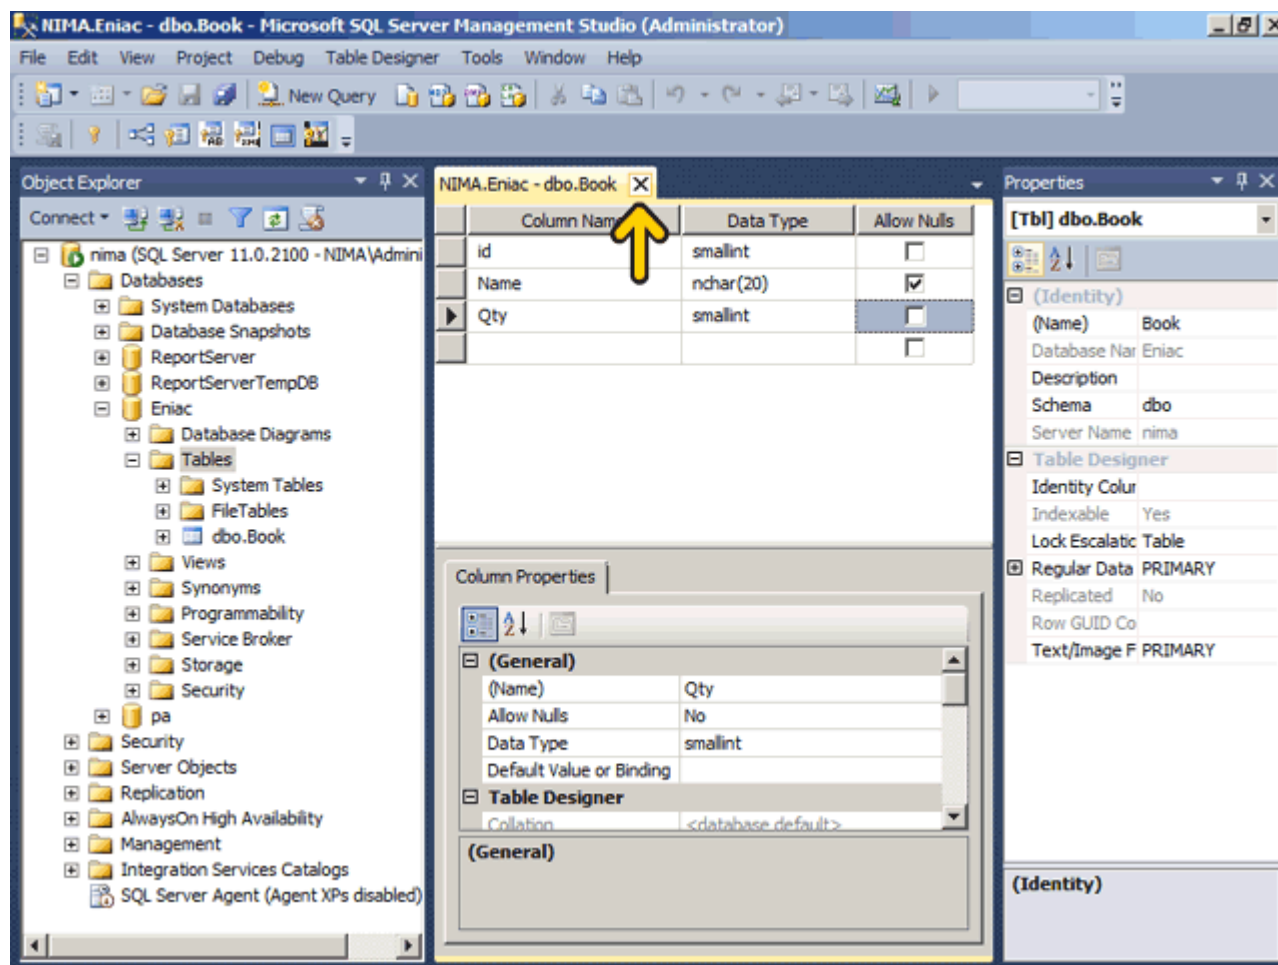 NIMA.Eniac - dbo.Book - Microsoft SQL Server Management Studio (Administrator)
File Edit View Project Debug Table Designer Tools Window Help
New Query
Object Explorer
Connect
nima (SQL Server 11.0.2100 - NIMA\Admini
Databases
System Databases
Database Snapshots
ReportServer
ReportServerTempDB
Eniac
Database Diagrams
Tables
System Tables
FileTables
dbo.Book
Views
Synonyms
Programmability
Service Broker
Storage
Security
pa
Security
Server Objects
Replication
AlwaysOn High Availability
Management
Integration Services Catalogs
SQL Server Agent (Agent XPs disabled)
NIMA.Eniac - dbo.Book
Column Name Data Type Allow Nulls
id smallint
Name nchar(20)
Qty smallint
Column Properties
(General)
(Name) Qty
Allow Nulls No
Data Type smallint
Default Value or Binding
Table Designer
Collation <database default>
(General)
Properties
[Tbl] dbo.Book
(Identity)
(Name) Book
Database Nar Eniac
Description
Schema dbo
Server Name nima
Table Designer
Identity Colur
Indexable Yes
Lock Escalatic Table
Regular Data PRIMARY
Replicated No
Row GUID Co
Text/Image F PRIMARY
(Identity)